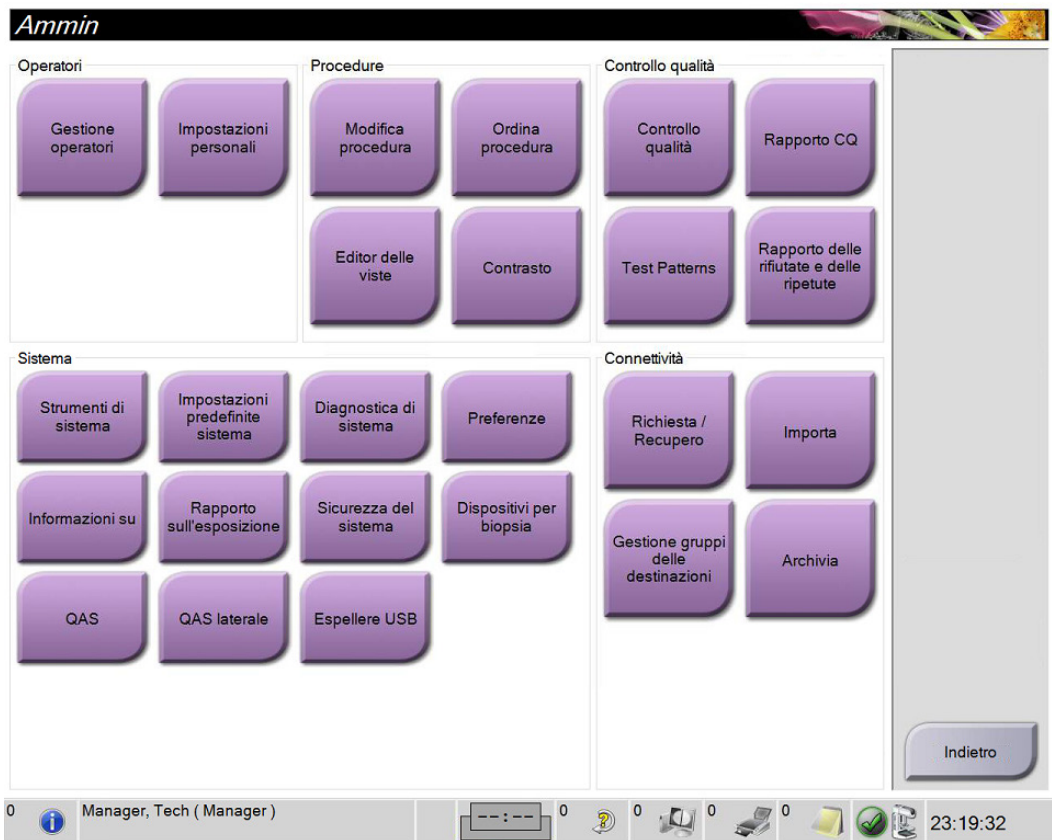 Ammin
Operatori
Gestione
operatori
Impostazioni
personali
Procedure
Modifica
procedura
Ordina
procedura
Editor delle
viste
Contrasto
Controllo qualità
Controllo
qualità
Rapporto CQ
Test Patterns
Rapporto delle
rifiutate e delle
ripetute
Sistema
Strumenti di
sistema
Impostazioni
predefinite
sistema
Diagnostica di
sistema
Preferenze
Informazioni su
Rapporto
sull'esposizione
Sicurezza del
sistema
Dispositivi per
biopsia
QAS
QAS laterale
Espellere USB
Connettività
Richiesta /
Recupero
Importa
Gestione gruppi
delle
destinazioni
Archivia
Indietro
0
Manager, Tech ( Manager )
--:--
0
0
0
0
23:19:32